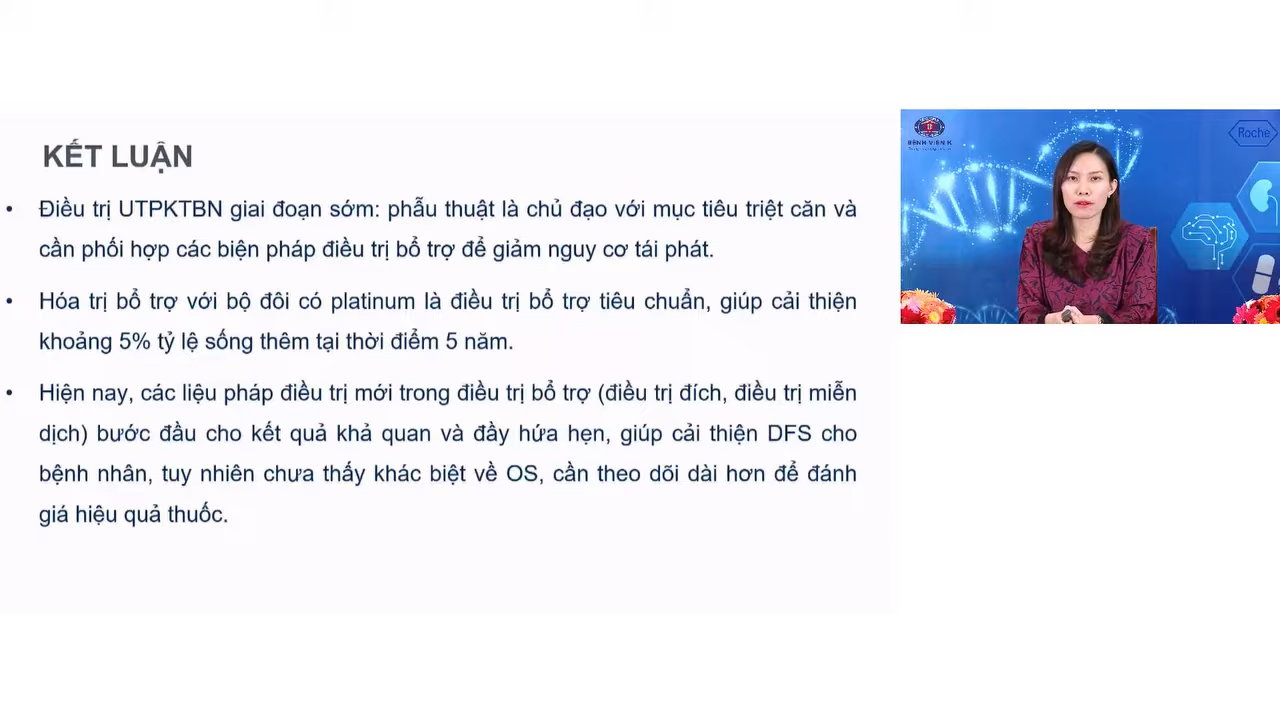 KẾT LUẬN
• Điều trị UTPKTBN giai đoạn sớm: phẫu thuật là chủ đạo với mục tiêu triệt căn và
cần phối hợp các biện pháp điều trị bổ trợ để giảm nguy cơ tái phát.
• Hóa trị bổ trợ với bộ đôi có platinum là điều trị bổ trợ tiêu chuẩn, giúp cải thiện
khoảng 5% tỷ lệ sống thêm tại thời điểm 5 năm.
• Hiện nay, các liệu pháp điều trị mới trong điều trị bổ trợ (điều trị đích, điều trị miễn
dịch) bước đầu cho kết quả khả quan và đầy hứa hẹn, giúp cải thiện DFS cho
bệnh nhân, tuy nhiên chưa thấy khác biệt về OS, cần theo dõi dài hơn để đánh
giá hiệu quả thuốc.
BỆNH VIỆN K
Roche